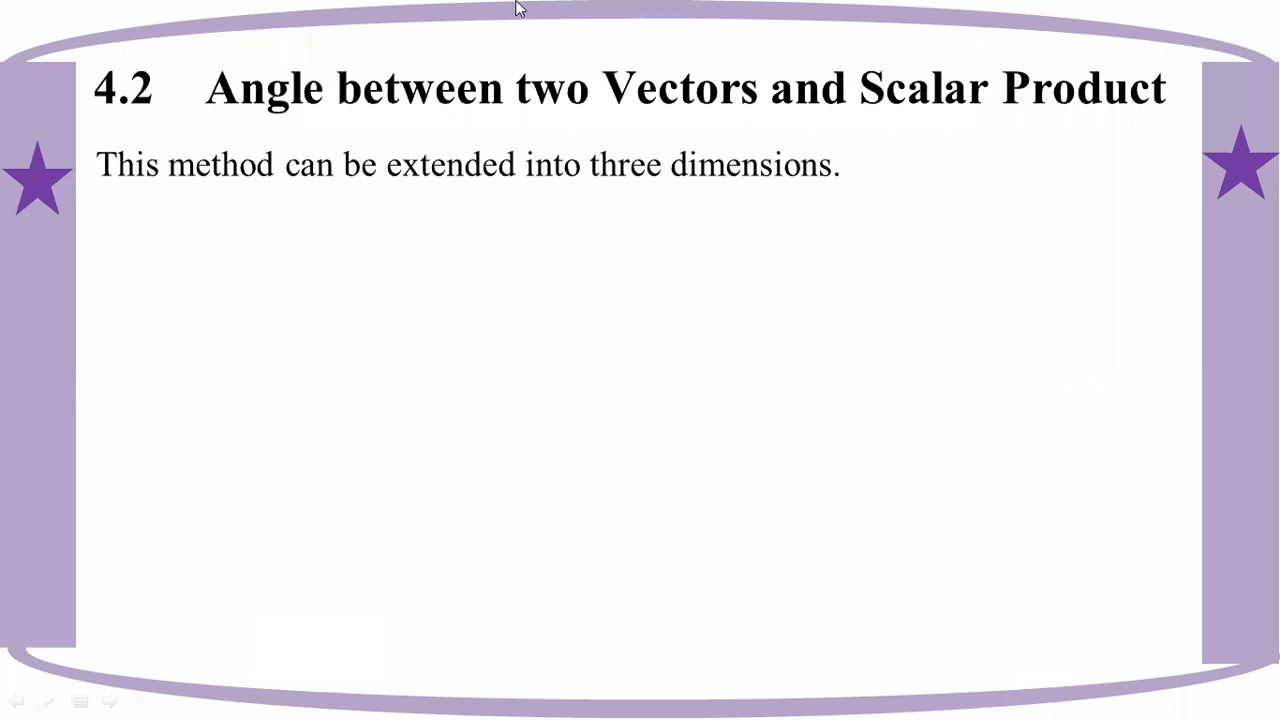 4.2 Angle between two Vectors and Scalar Product
This method can be extended into three dimensions.